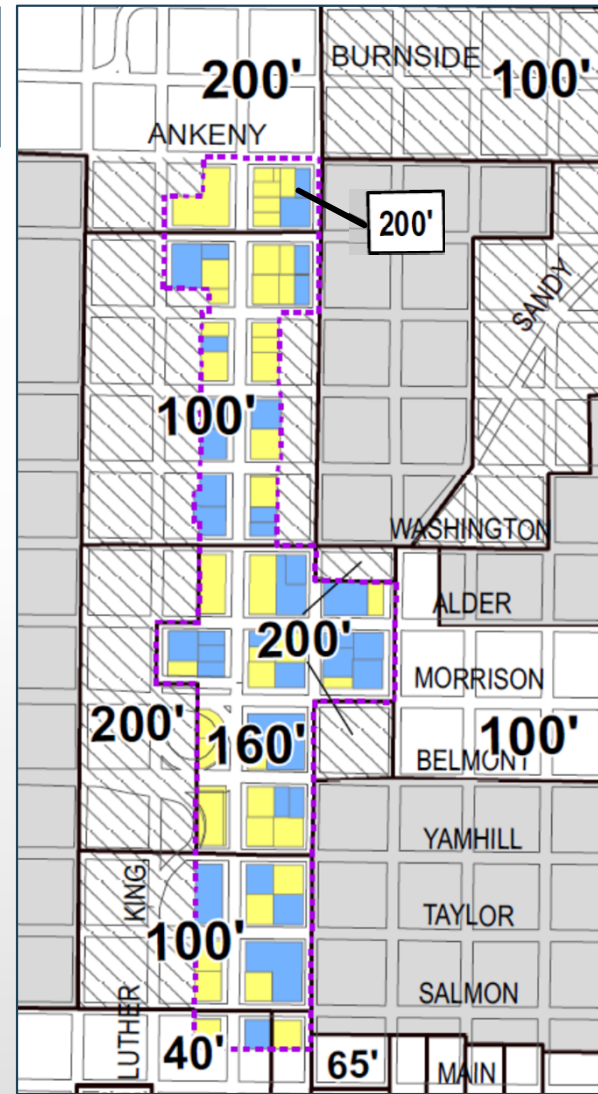 BURNSIDE
200'
100'
ANKENY
200'
SANDY
100'
WASHINGTON
ALDER
200'
MORRISON
200'
160'
100'
BELMONT
YAMHILL
KING
TAYLOR
100'
SALMON
LUTHER
40'
65'
MAIN